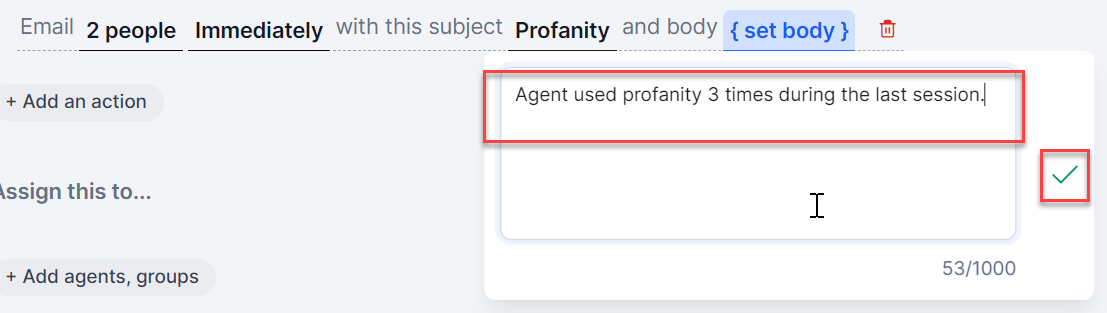 Email 2 people Immediately with this subject Profanity and body { set body }
Agent used profanity 3 times during the last session.
+ Add an action
Assign this to...
+ Add agents, groups
53/1000